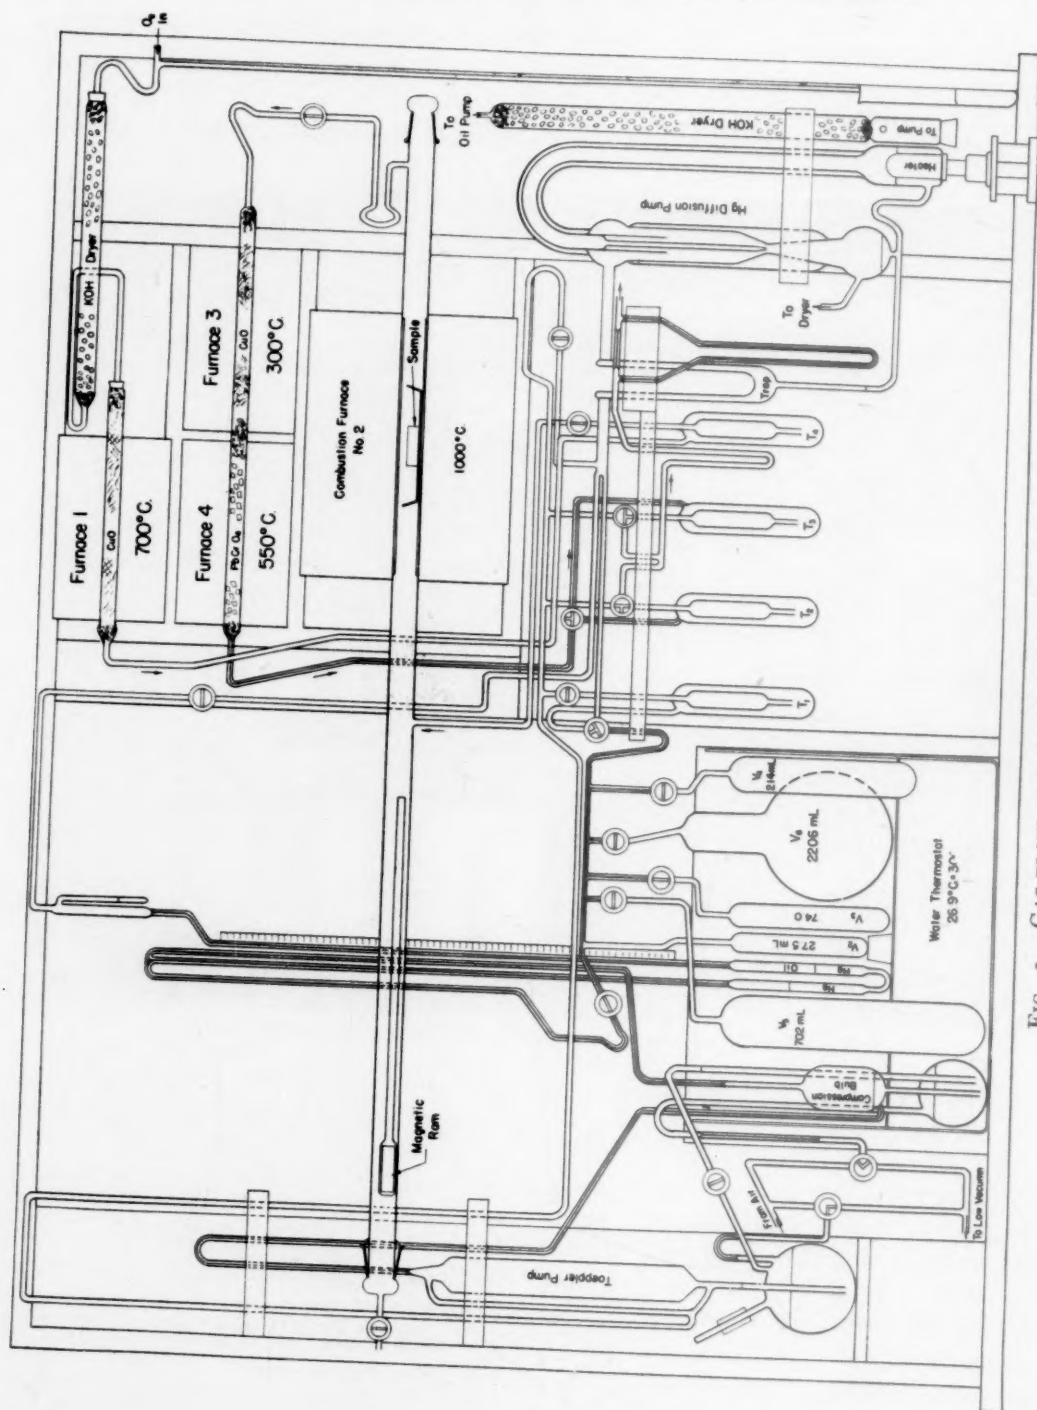 O₂
in
Furnace 1
700°C.
CuO
KOH Dryer
Furnace 3
300°C.
CuO
Furnace 4
550°C.
PbCrO₄
Combustion Furnace
No 2
1000°C.
Sample
To
Oil Pump
KOH Dryer
To Pump
Heater
Hg Diffusion Pump
To
Dryer
Trap
T₄
T₃
T₂
T₁
V₄
214 mL
V₆
2206 mL
V₃
74.0
V₂
27.5 mL
Hg
Oil
Hg
V₅
702 mL
Water Thermostat
Compression
Bulb
Magnetic
Ram
Toeppler Pump
From Air
To Low Vacuum
FIG.